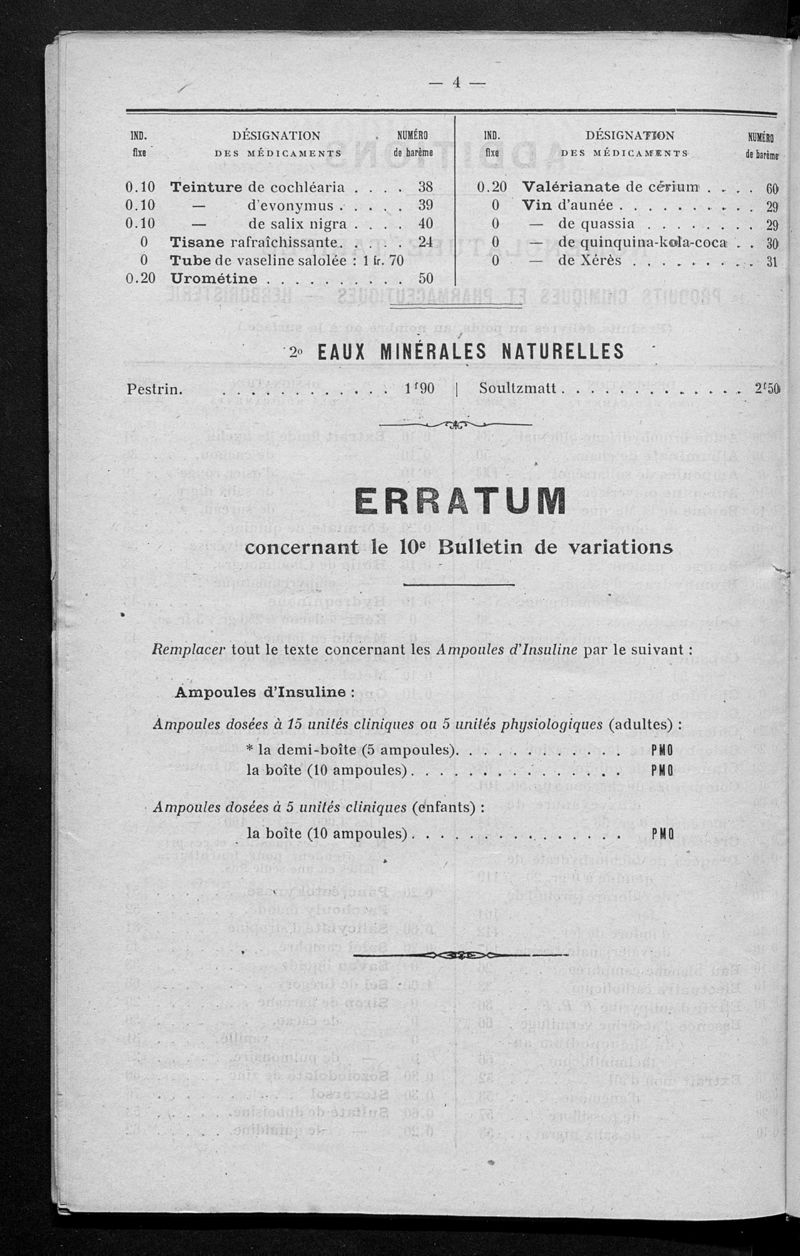 — 4 —
IND. fixe DÉSIGNATION DES MÉDICAMENTS NUMÉRO de barème
0.10 Teinture de cochléaria . . . . 38
0.10 — d'evonymus . . . . . 39
0.10 — de salix nigra . . . . 40
0 Tisane rafraîchissante. . . . . 24
0 Tube de vaseline salolée : 1 fr. 70
0.20 Urométine . . . . . . . . . . 50
IND. fixe DÉSIGNATION DES MÉDICAMENTS NUMÉRO de barème
0.20 Valérianate de cérium . . . . 60
0 Vin d'aunée . . . . . . . . . . 29
0 — de quassia . . . . . . . . 29
0 — de quinquina-kola-coca . . 30
0 — de Xérès . . . . . . . . . 31
2o EAUX MINÉRALES NATURELLES
Pestrin. . . . . . . . . . . . . 1f90 | Soultzmatt . . . . . . . . . . . . . 2f50
ERRATUM
concernant le 10e Bulletin de variations
Remplacer tout le texte concernant les Ampoules d'Insuline par le suivant :
Ampoules d'Insuline :
Ampoules dosées à 15 unités cliniques ou 5 unités physiologiques (adultes) :
* la demi-boîte (5 ampoules). . . . . . . . . . . PMO
la boîte (10 ampoules) . . . . . . . . . . . . . . . PMO
Ampoules dosées à 5 unités cliniques (enfants) :
la boîte (10 ampoules) . . . . . . . . . . . . . . . PMO